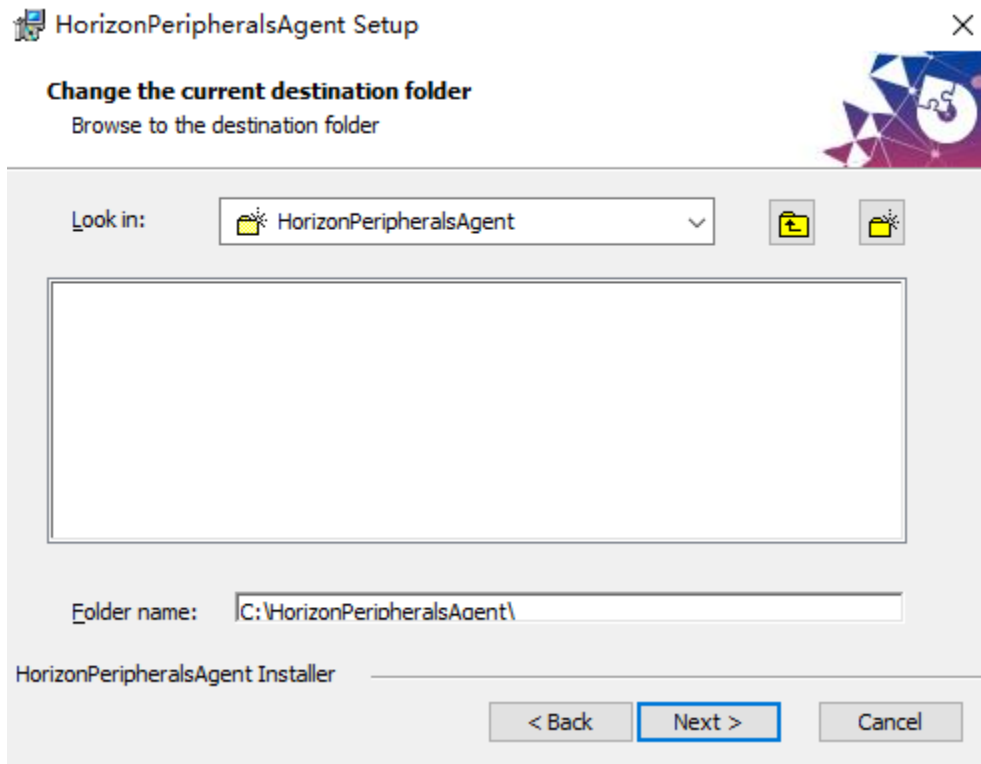 HorizonPeripheralsAgent Setup
Change the current destination folder
Browse to the destination folder
Look in:
HorizonPeripheralsAgent
Folder name:
C:\HorizonPeripheralsAgent\
HorizonPeripheralsAgent Installer
< Back
Next >
Cancel